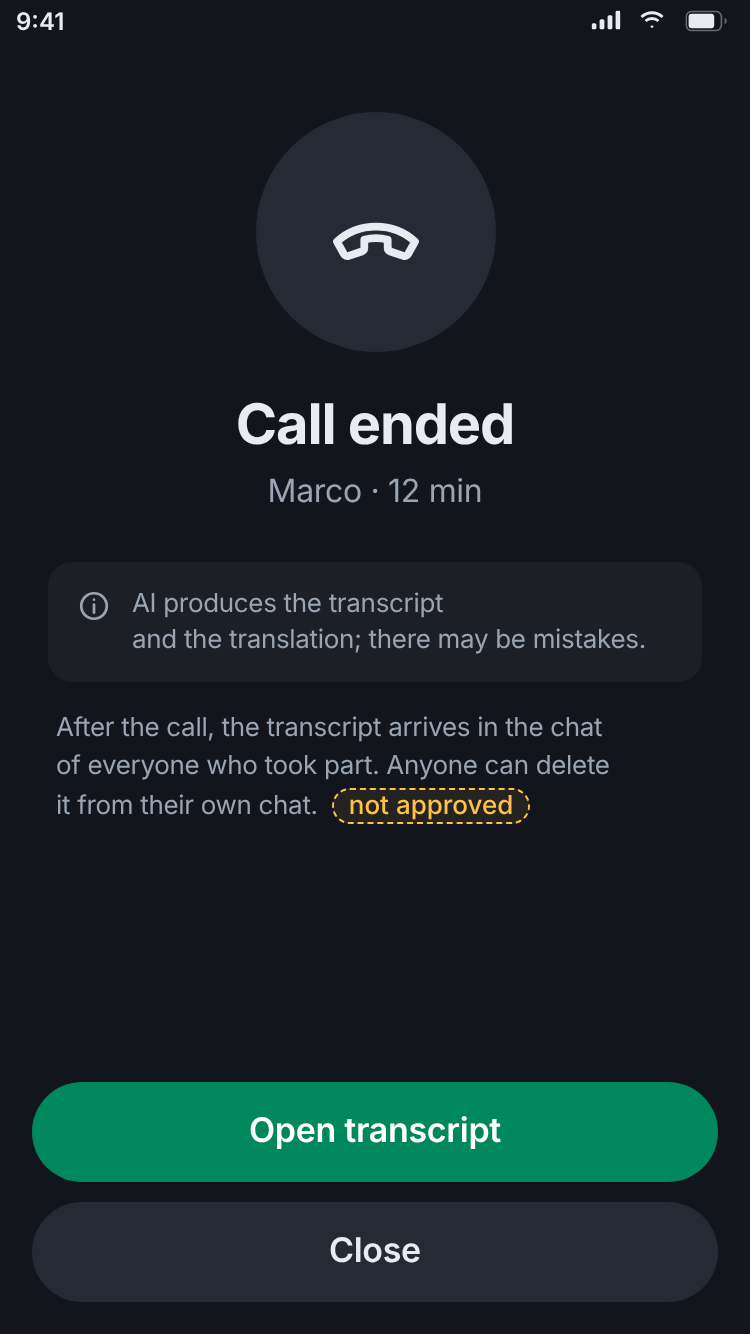 9:41
Call ended
Marco · 12 min
AI produces the transcript
and the translation; there may be mistakes.
After the call, the transcript arrives in the chat
of everyone who took part. Anyone can delete
it from their own chat. not approved
Open transcript
Close